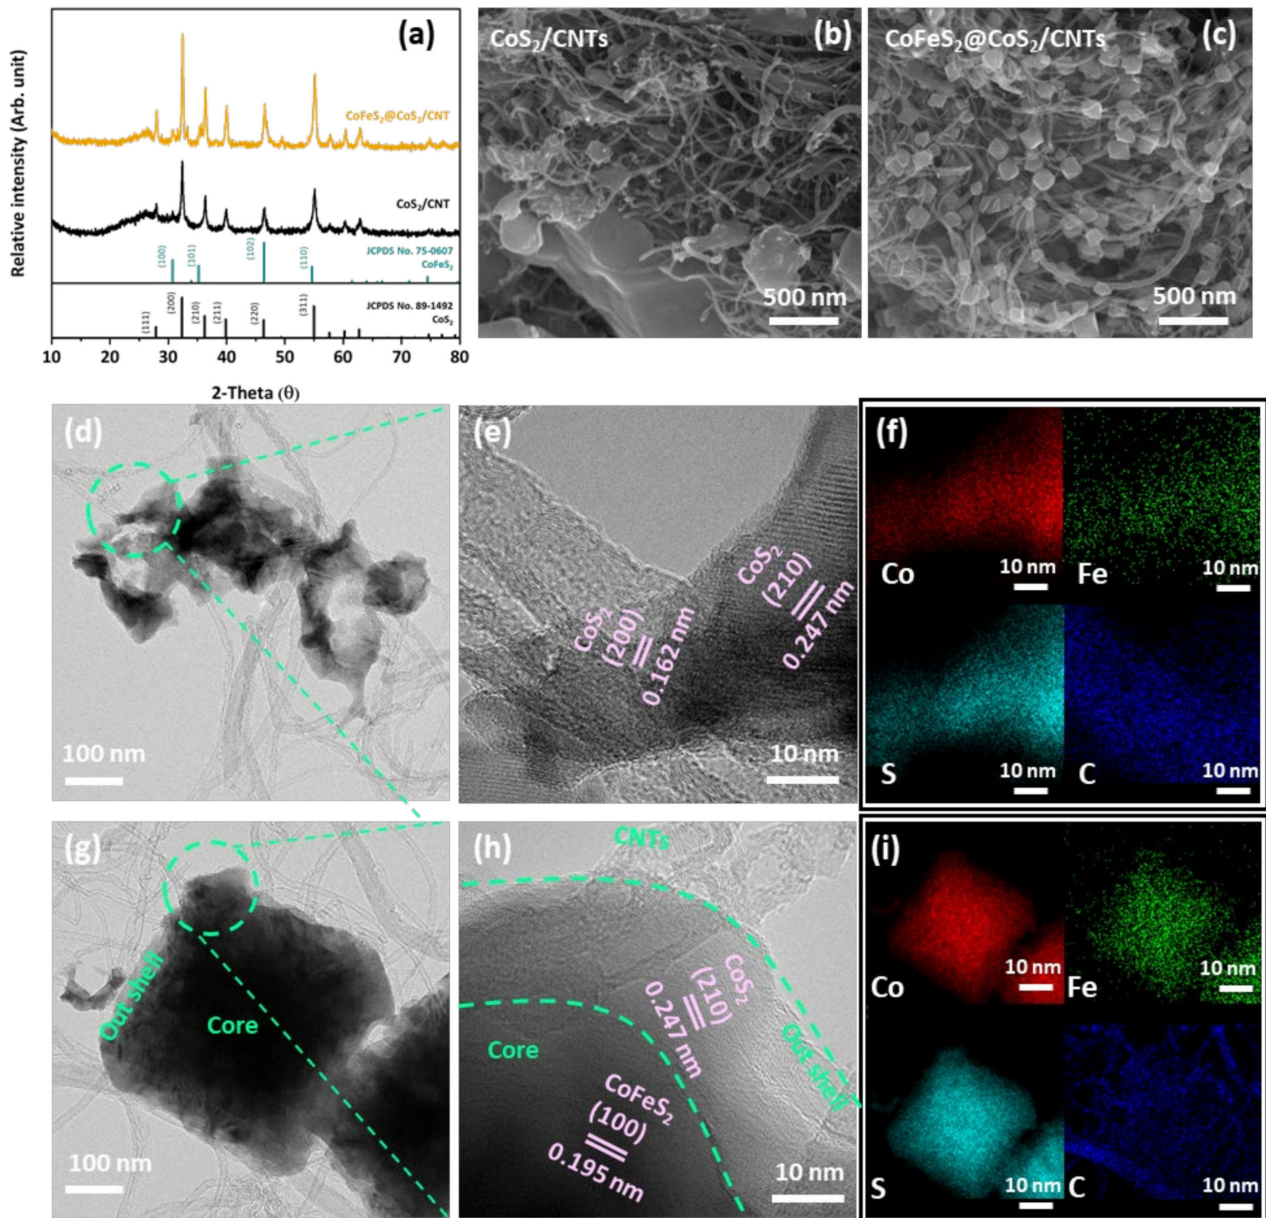 (a)
Relative intensity (Arb. unit)
CoFeS₂@CoS₂/CNT
CoS₂/CNT
JCPDS No. 75-0607
CoFeS₂
(100)
(101)
(102)
(110)
JCPDS No. 89-1492
CoS₂
(111)
(200)
(210)
(211)
(220)
(311)
10 20 30 40 50 60 70 80
2-Theta (θ)
CoS₂/CNTs (b)
500 nm
CoFeS₂@CoS₂/CNTs (c)
500 nm
(d)
100 nm
(e)
CoS₂
(200)
0.162 nm
CoS₂
(210)
0.247 nm
10 nm
(f)
Co 10 nm
Fe 10 nm
S 10 nm
C 10 nm
(g)
Out shell
Core
100 nm
(h)
CNTs
CoS₂
(210)
0.247 nm
Out shell
Core
CoFeS₂
(100)
0.195 nm
10 nm
(i)
Co 10 nm
Fe 10 nm
S 10 nm
C 10 nm